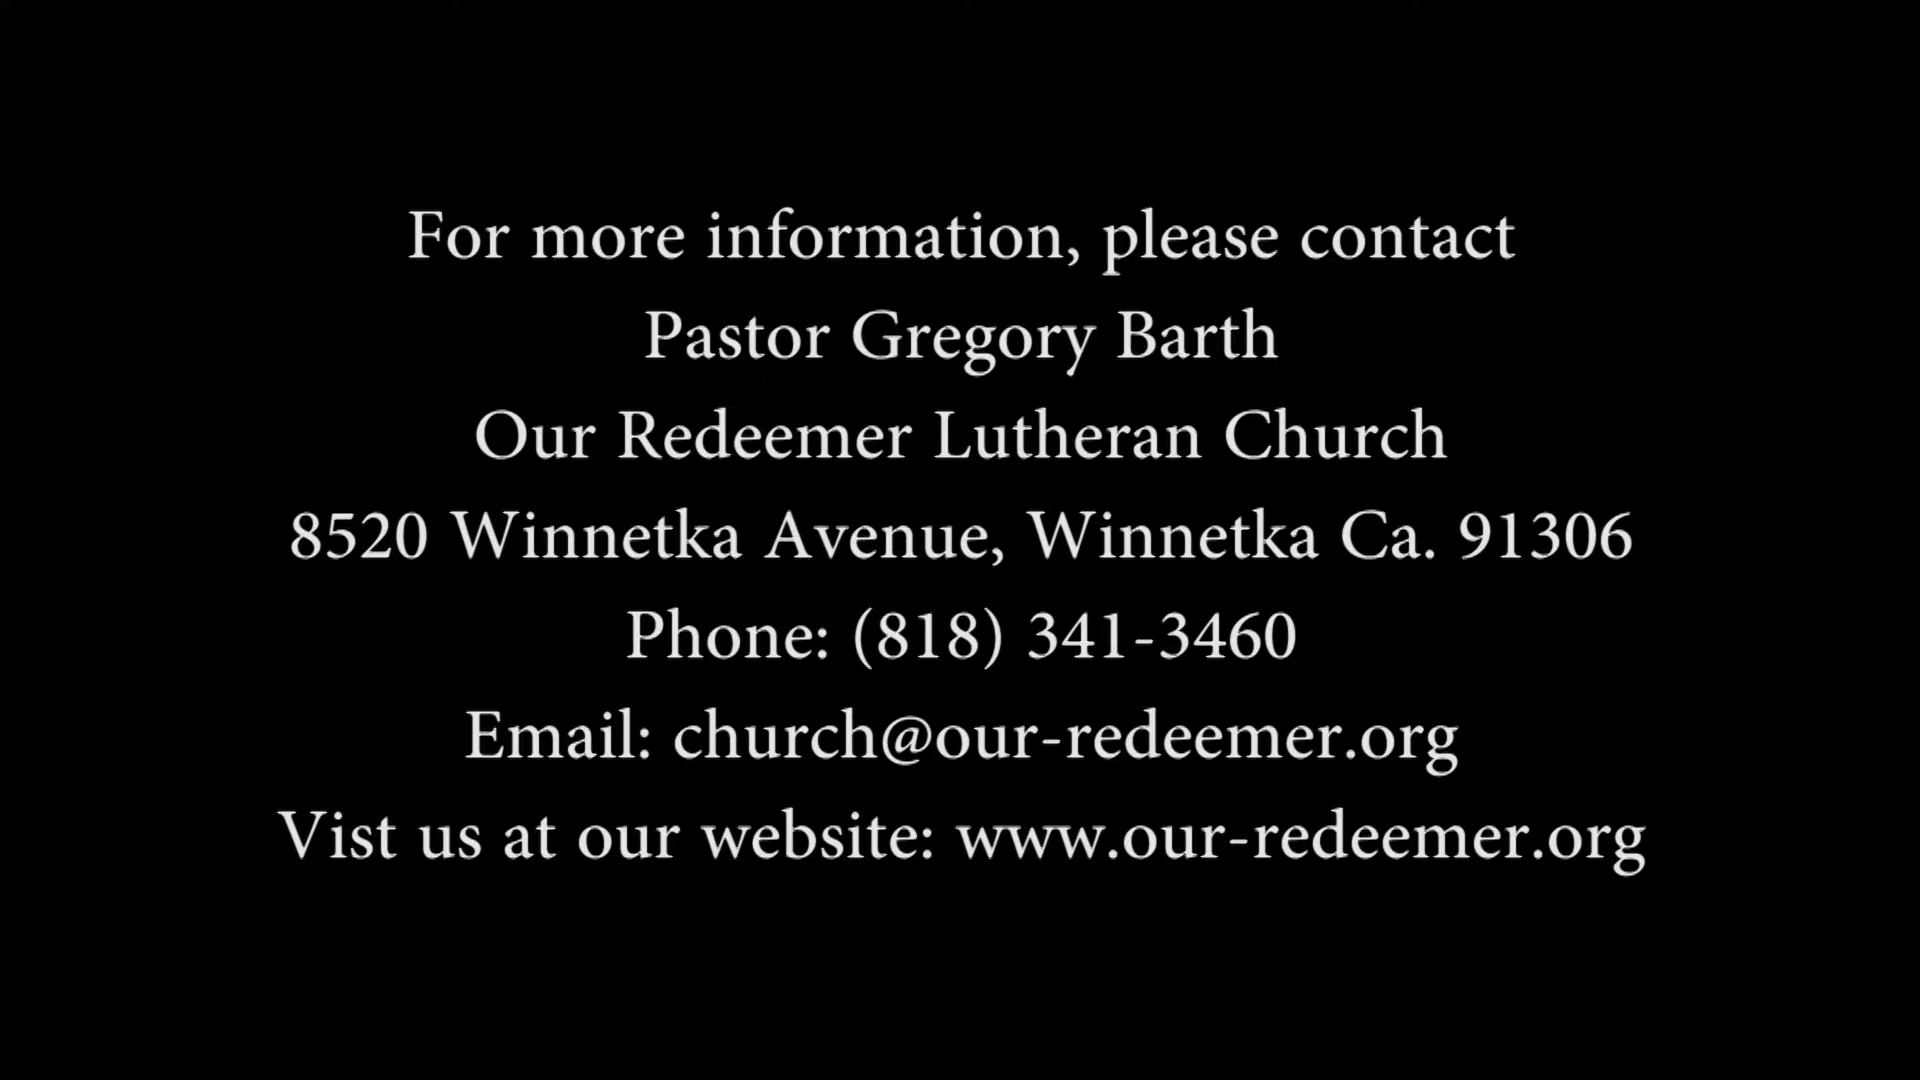 For more information, please contact
Pastor Gregory Barth
Our Redeemer Lutheran Church
8520 Winnetka Avenue, Winnetka Ca. 91306
Phone: (818) 341-3460
Email: church@our-redeemer.org
Vist us at our website: www.our-redeemer.org